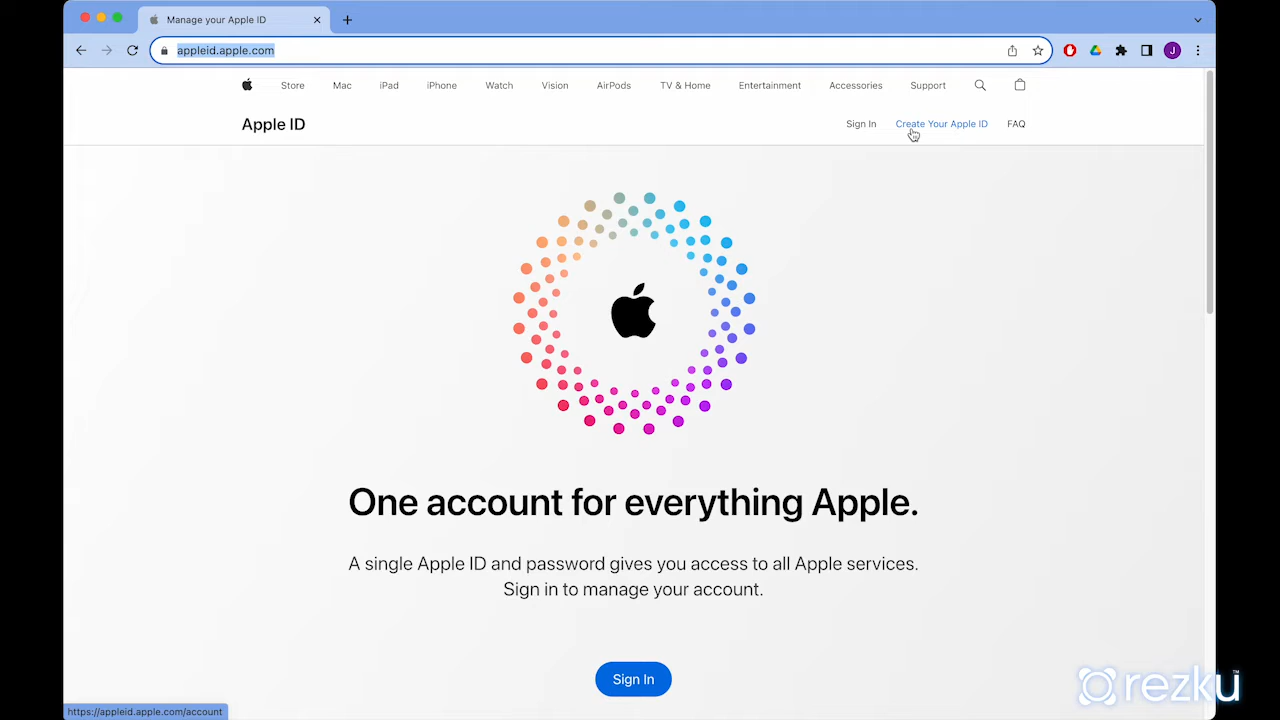 Manage your Apple ID
appleid.apple.com
J
Store Mac iPad iPhone Watch Vision AirPods TV & Home Entertainment Accessories Support
Apple ID
Sign In Create Your Apple ID FAQ
One account for everything Apple.
A single Apple ID and password gives you access to all Apple services.
Sign in to manage your account.
Sign In
https://appleid.apple.com/account
rezku™